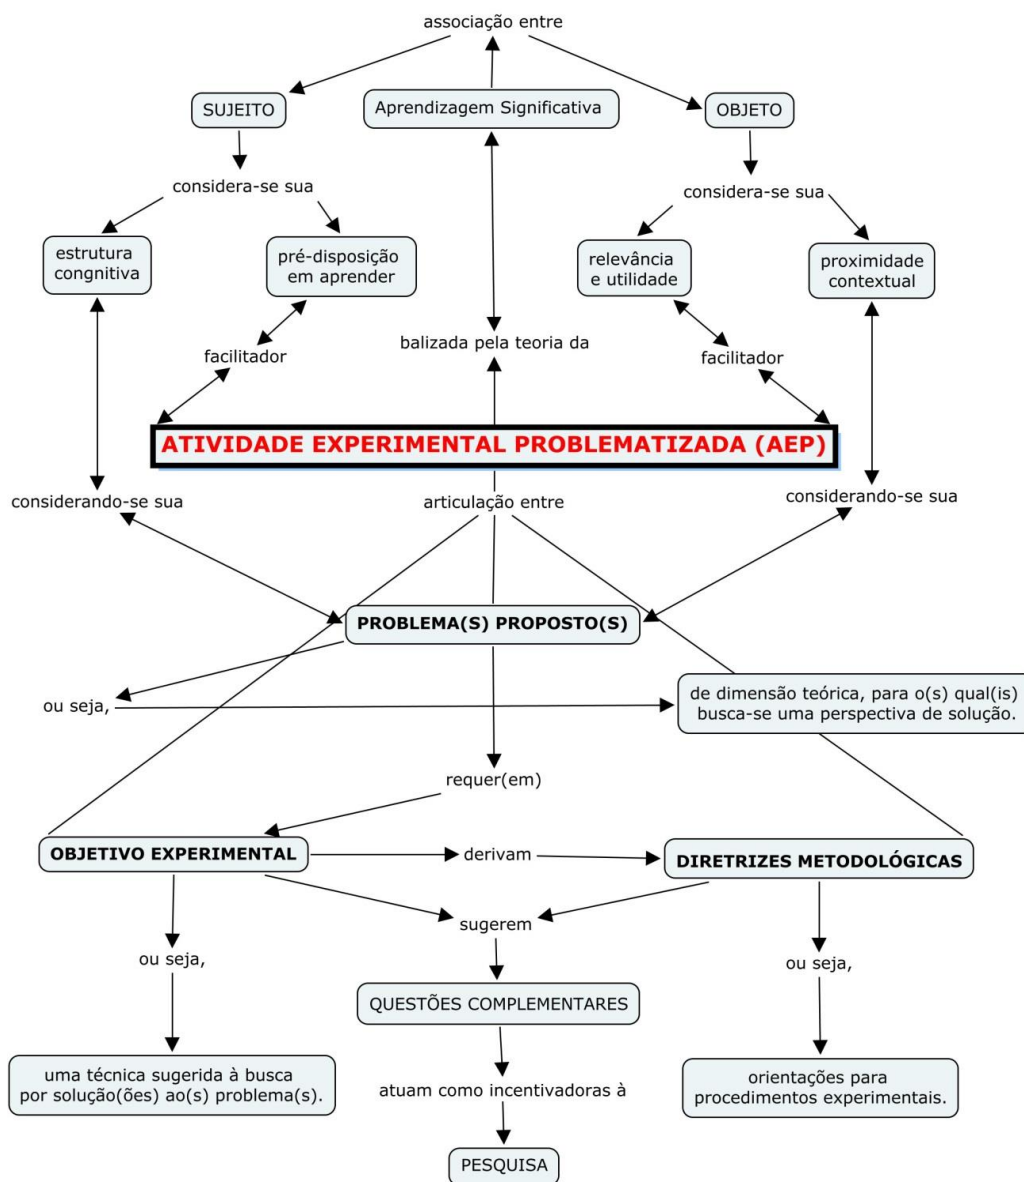 associação entre
SUJEITO
Aprendizagem Significativa
OBJETO
considera-se sua
considera-se sua
estrutura
congnitiva
pré-disposição
em aprender
relevância
e utilidade
proximidade
contextual
facilitador
balizada pela teoria da
facilitador
ATIVIDADE EXPERIMENTAL PROBLEMATIZADA (AEP)
considerando-se sua
articulação entre
considerando-se sua
PROBLEMA(S) PROPOSTO(S)
ou seja,
de dimensão teórica, para o(s) qual(is)
busca-se uma perspectiva de solução.
requer(em)
OBJETIVO EXPERIMENTAL
derivam
DIRETRIZES METODOLÓGICAS
sugerem
ou seja,
ou seja,
QUESTÕES COMPLEMENTARES
uma técnica sugerida à busca
por solução(ões) ao(s) problema(s).
atuam como incentivadoras à
orientações para
procedimentos experimentais.
PESQUISA